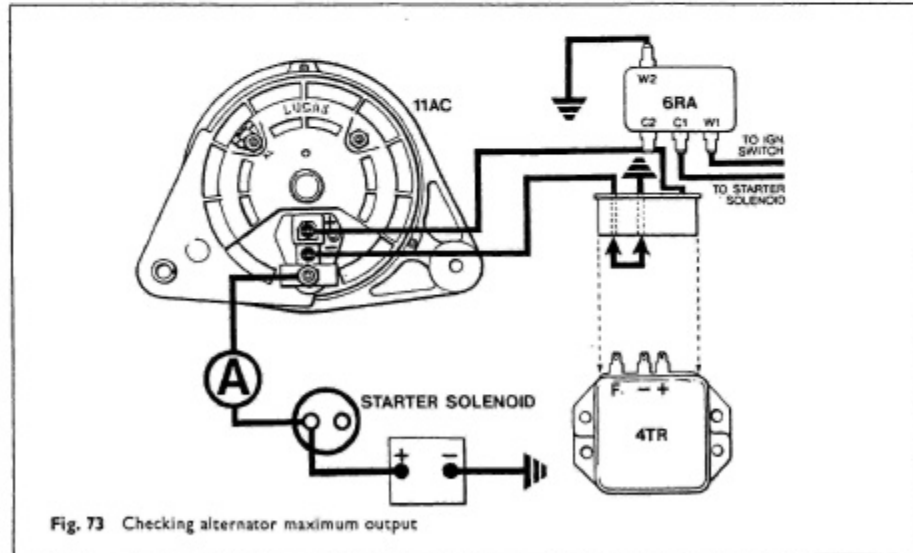 W2
6RA
C2 C1 W1
11AC
LUCAS
TO IGN
SWITCH
TO STARTER
SOLENOID
+
-
A
STARTER SOLENOID
+ -
F. - +
4TR
Fig. 73 Checking alternator maximum output